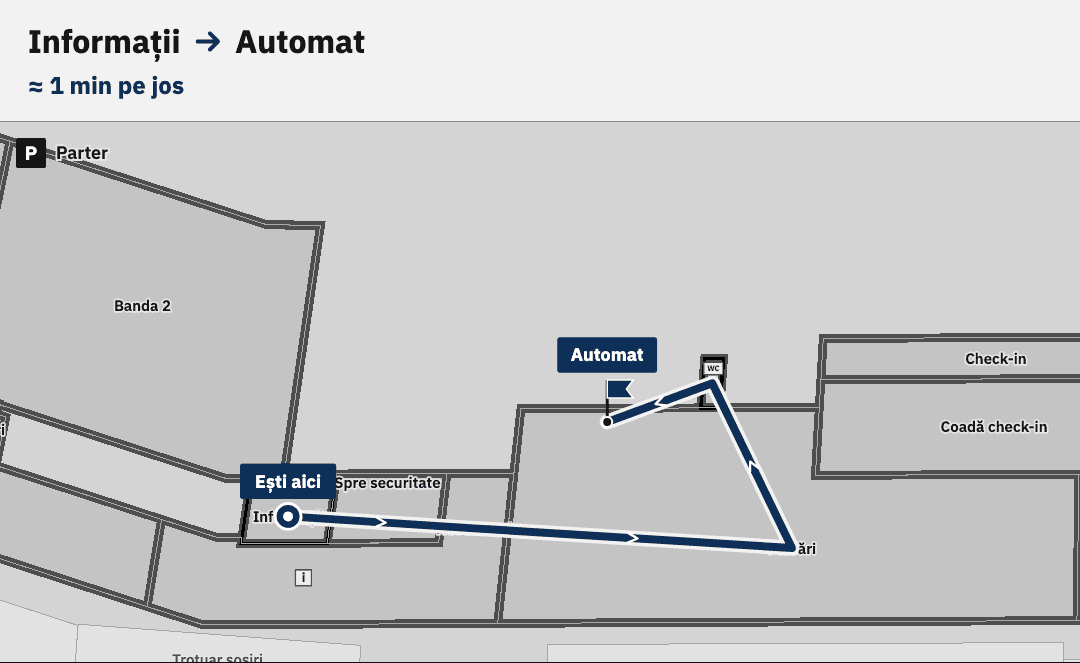 Informații → Automat
≈ 1 min pe jos
P Parter
Banda 2
Automat
WC
Check-in
Coadă check-in
Ești aici
Spre securitate
Inf
ări
i
i
Trotuar sosiri